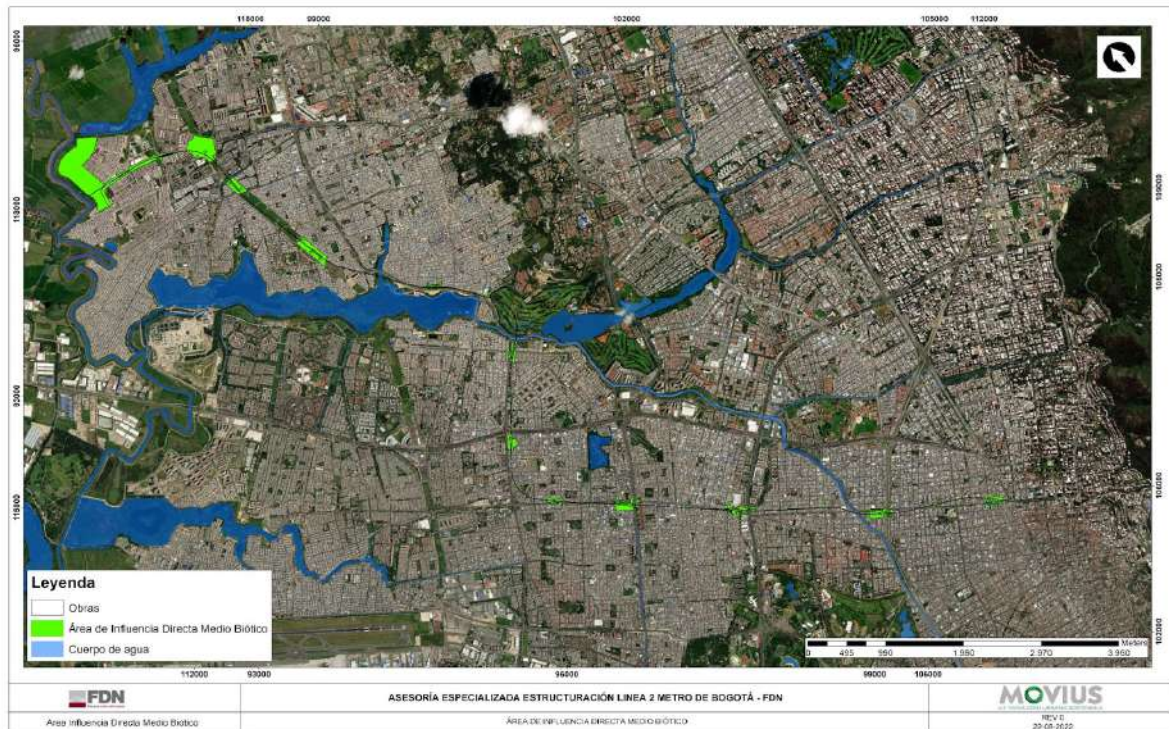 118000 99000 102000 105000 112000
96000
118000
93000
115000
109000
108000
106000
102000
Leyenda
Obras
Área de Influencia Directa Medio Biótico
Cuerpo de agua
Meters
0 495 990 1.980 2.970 3.960
112000 93000 96000 99000 106000
FDN
ASESORÍA ESPECIALIZADA ESTRUCTURACIÓN LINEA 2 METRO DE BOGOTÁ - FDN
MOVIUS
Area Influencia Directa Medio Biotico
ÁREA DE INFLUENCIA DIRECTA MEDIO BIÓTICO
REV 0